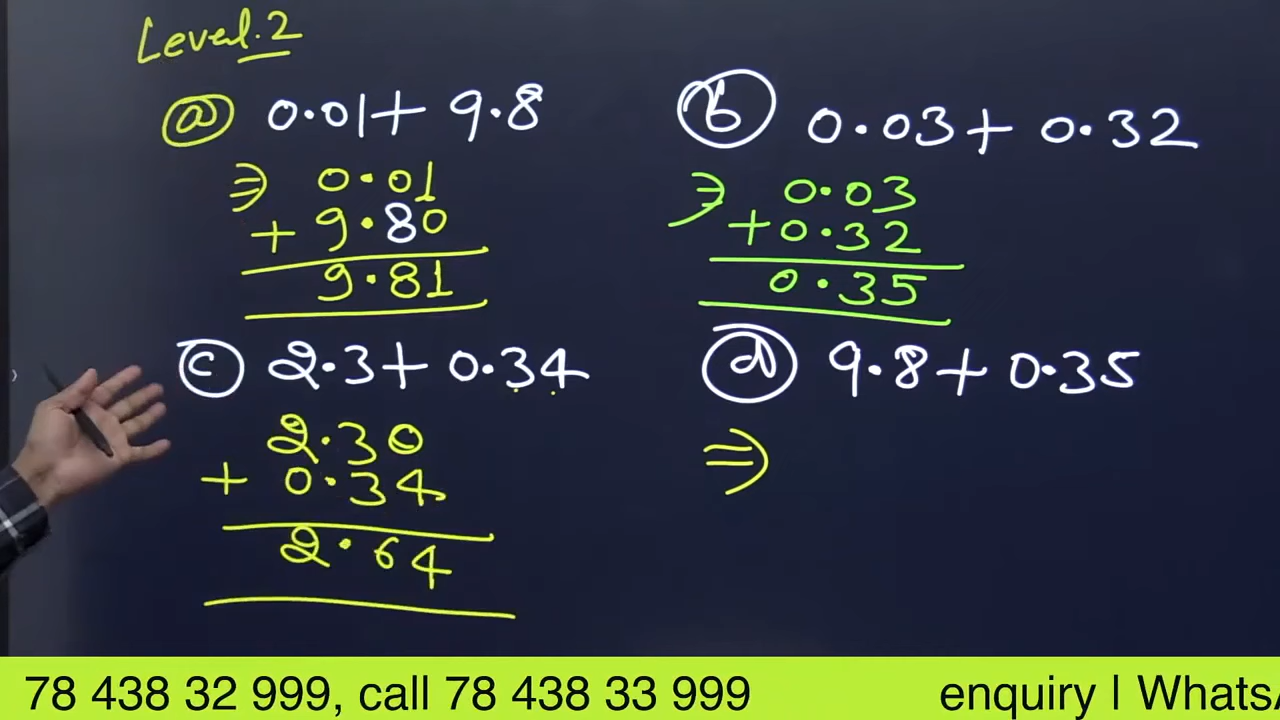 Level.2
a 0.01+ 9.8
⇒ 0.01
+ 9.80
9.81
b 0.03+ 0.32
⇒ 0.03
+0.32
0.35
c 2.3+ 0.34
2.30
+ 0.34
2.64
d 9.8+ 0.35
⇒
78 438 32 999, call 78 438 33 999 enquiry | Whats